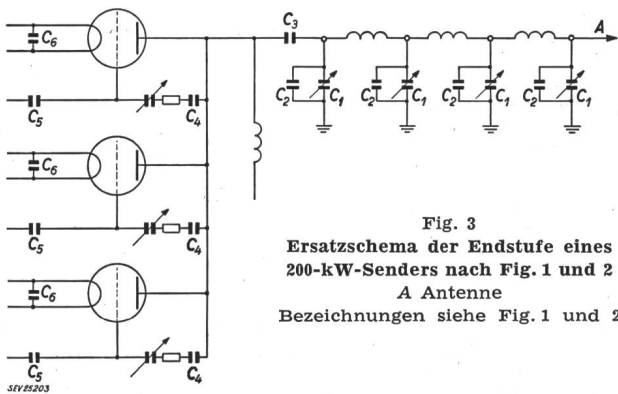 C3
A
C6
C2
C1
C2
C1
C2
C1
C2
C1
C5
C4
C6
C5
C4
C6
C5
C4
SEV25203
Fig. 3
Ersatzschema der Endstufe eines
200-kW-Senders nach Fig. 1 und 2
A Antenne
Bezeichnungen siehe Fig. 1 und 2